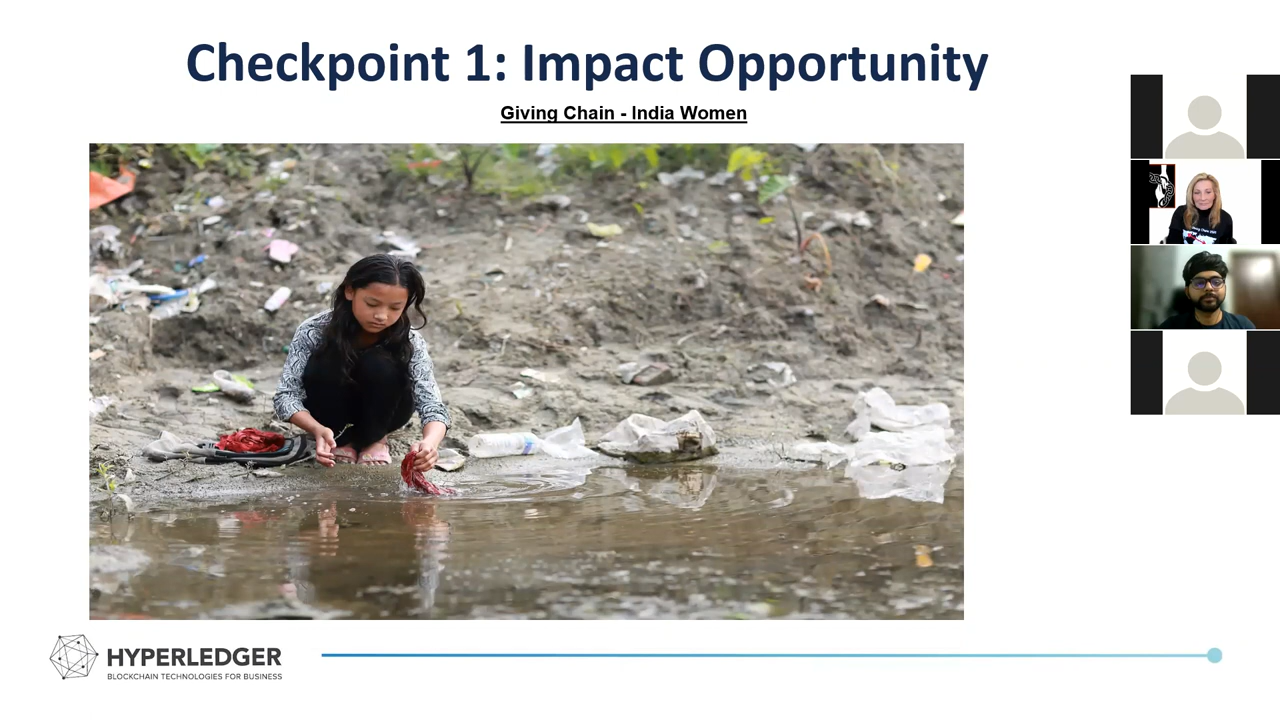 Checkpoint 1: Impact Opportunity
Giving Chain - India Women
HYPERLEDGER
BLOCKCHAIN TECHNOLOGIES FOR BUSINESS